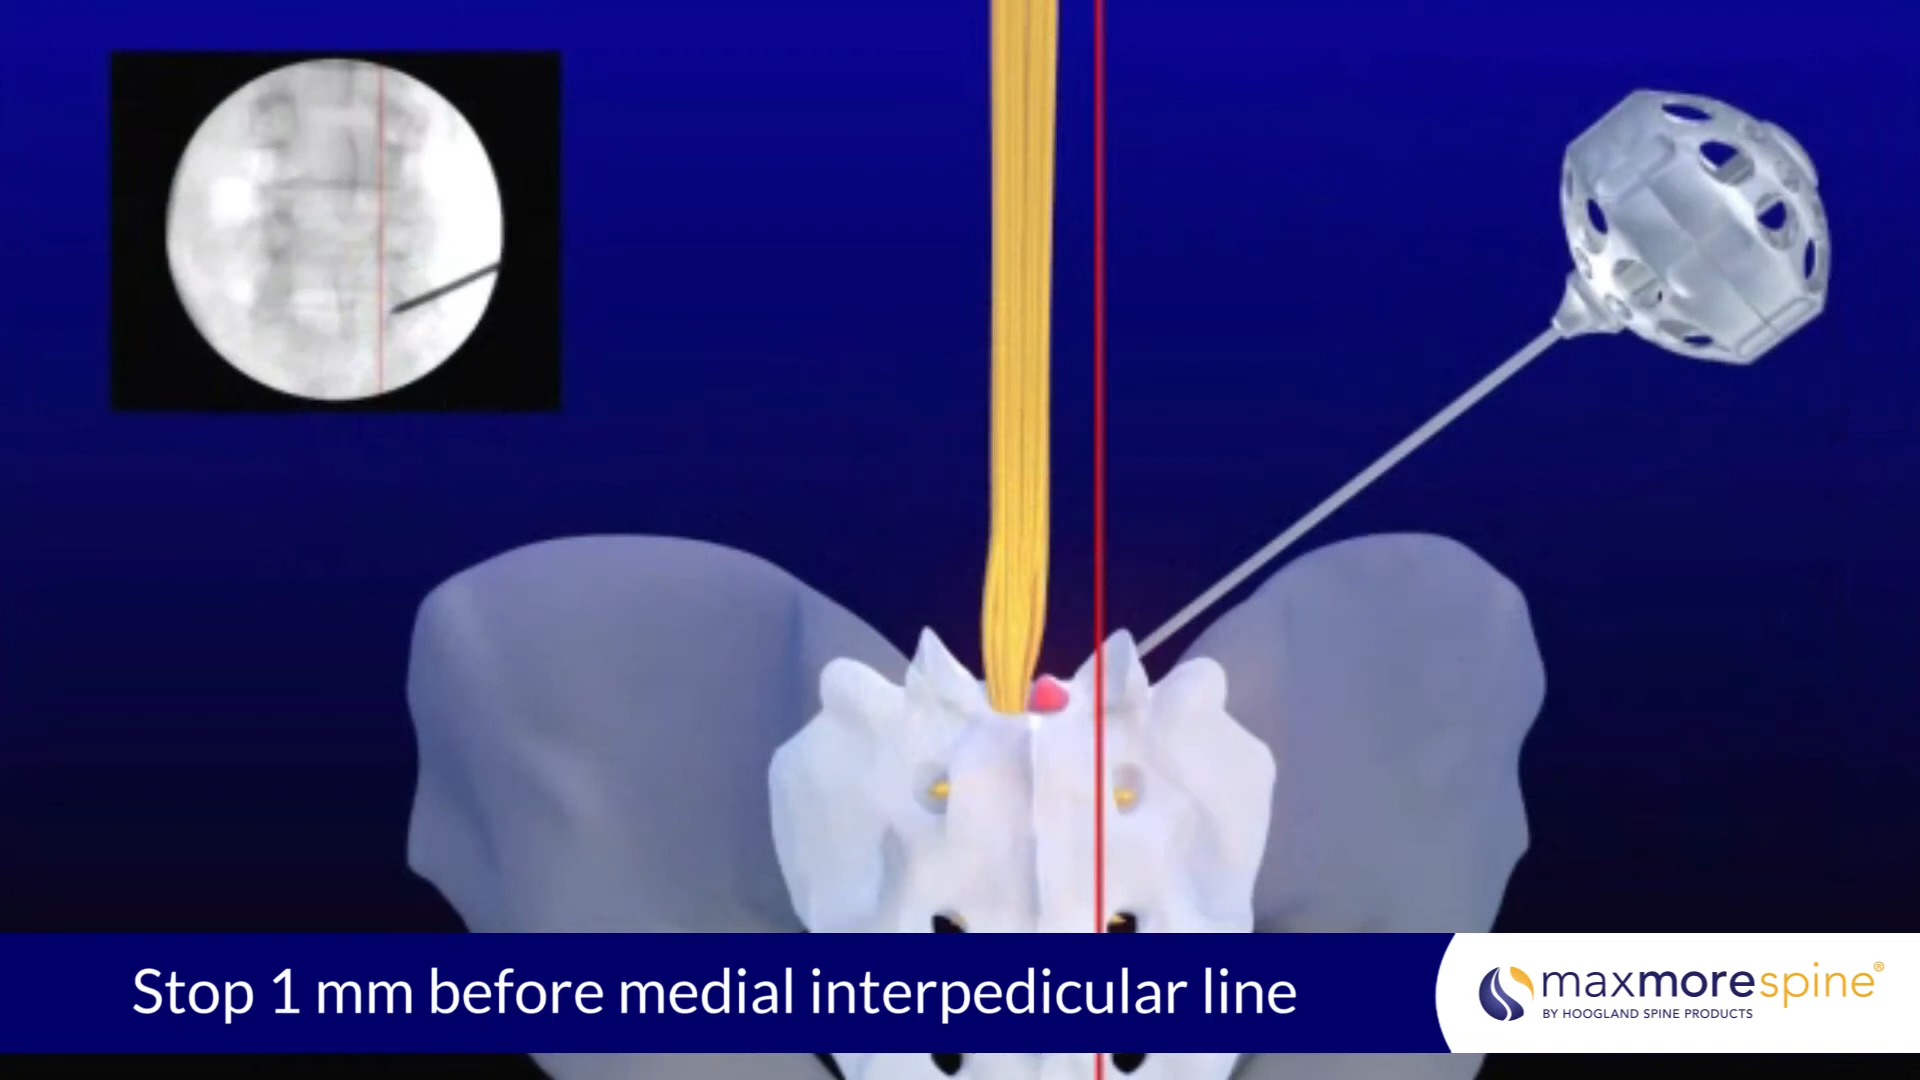 Stop 1 mm before medial interpedicular line
maxmorespine®
BY HOOGLAND SPINE PRODUCTS